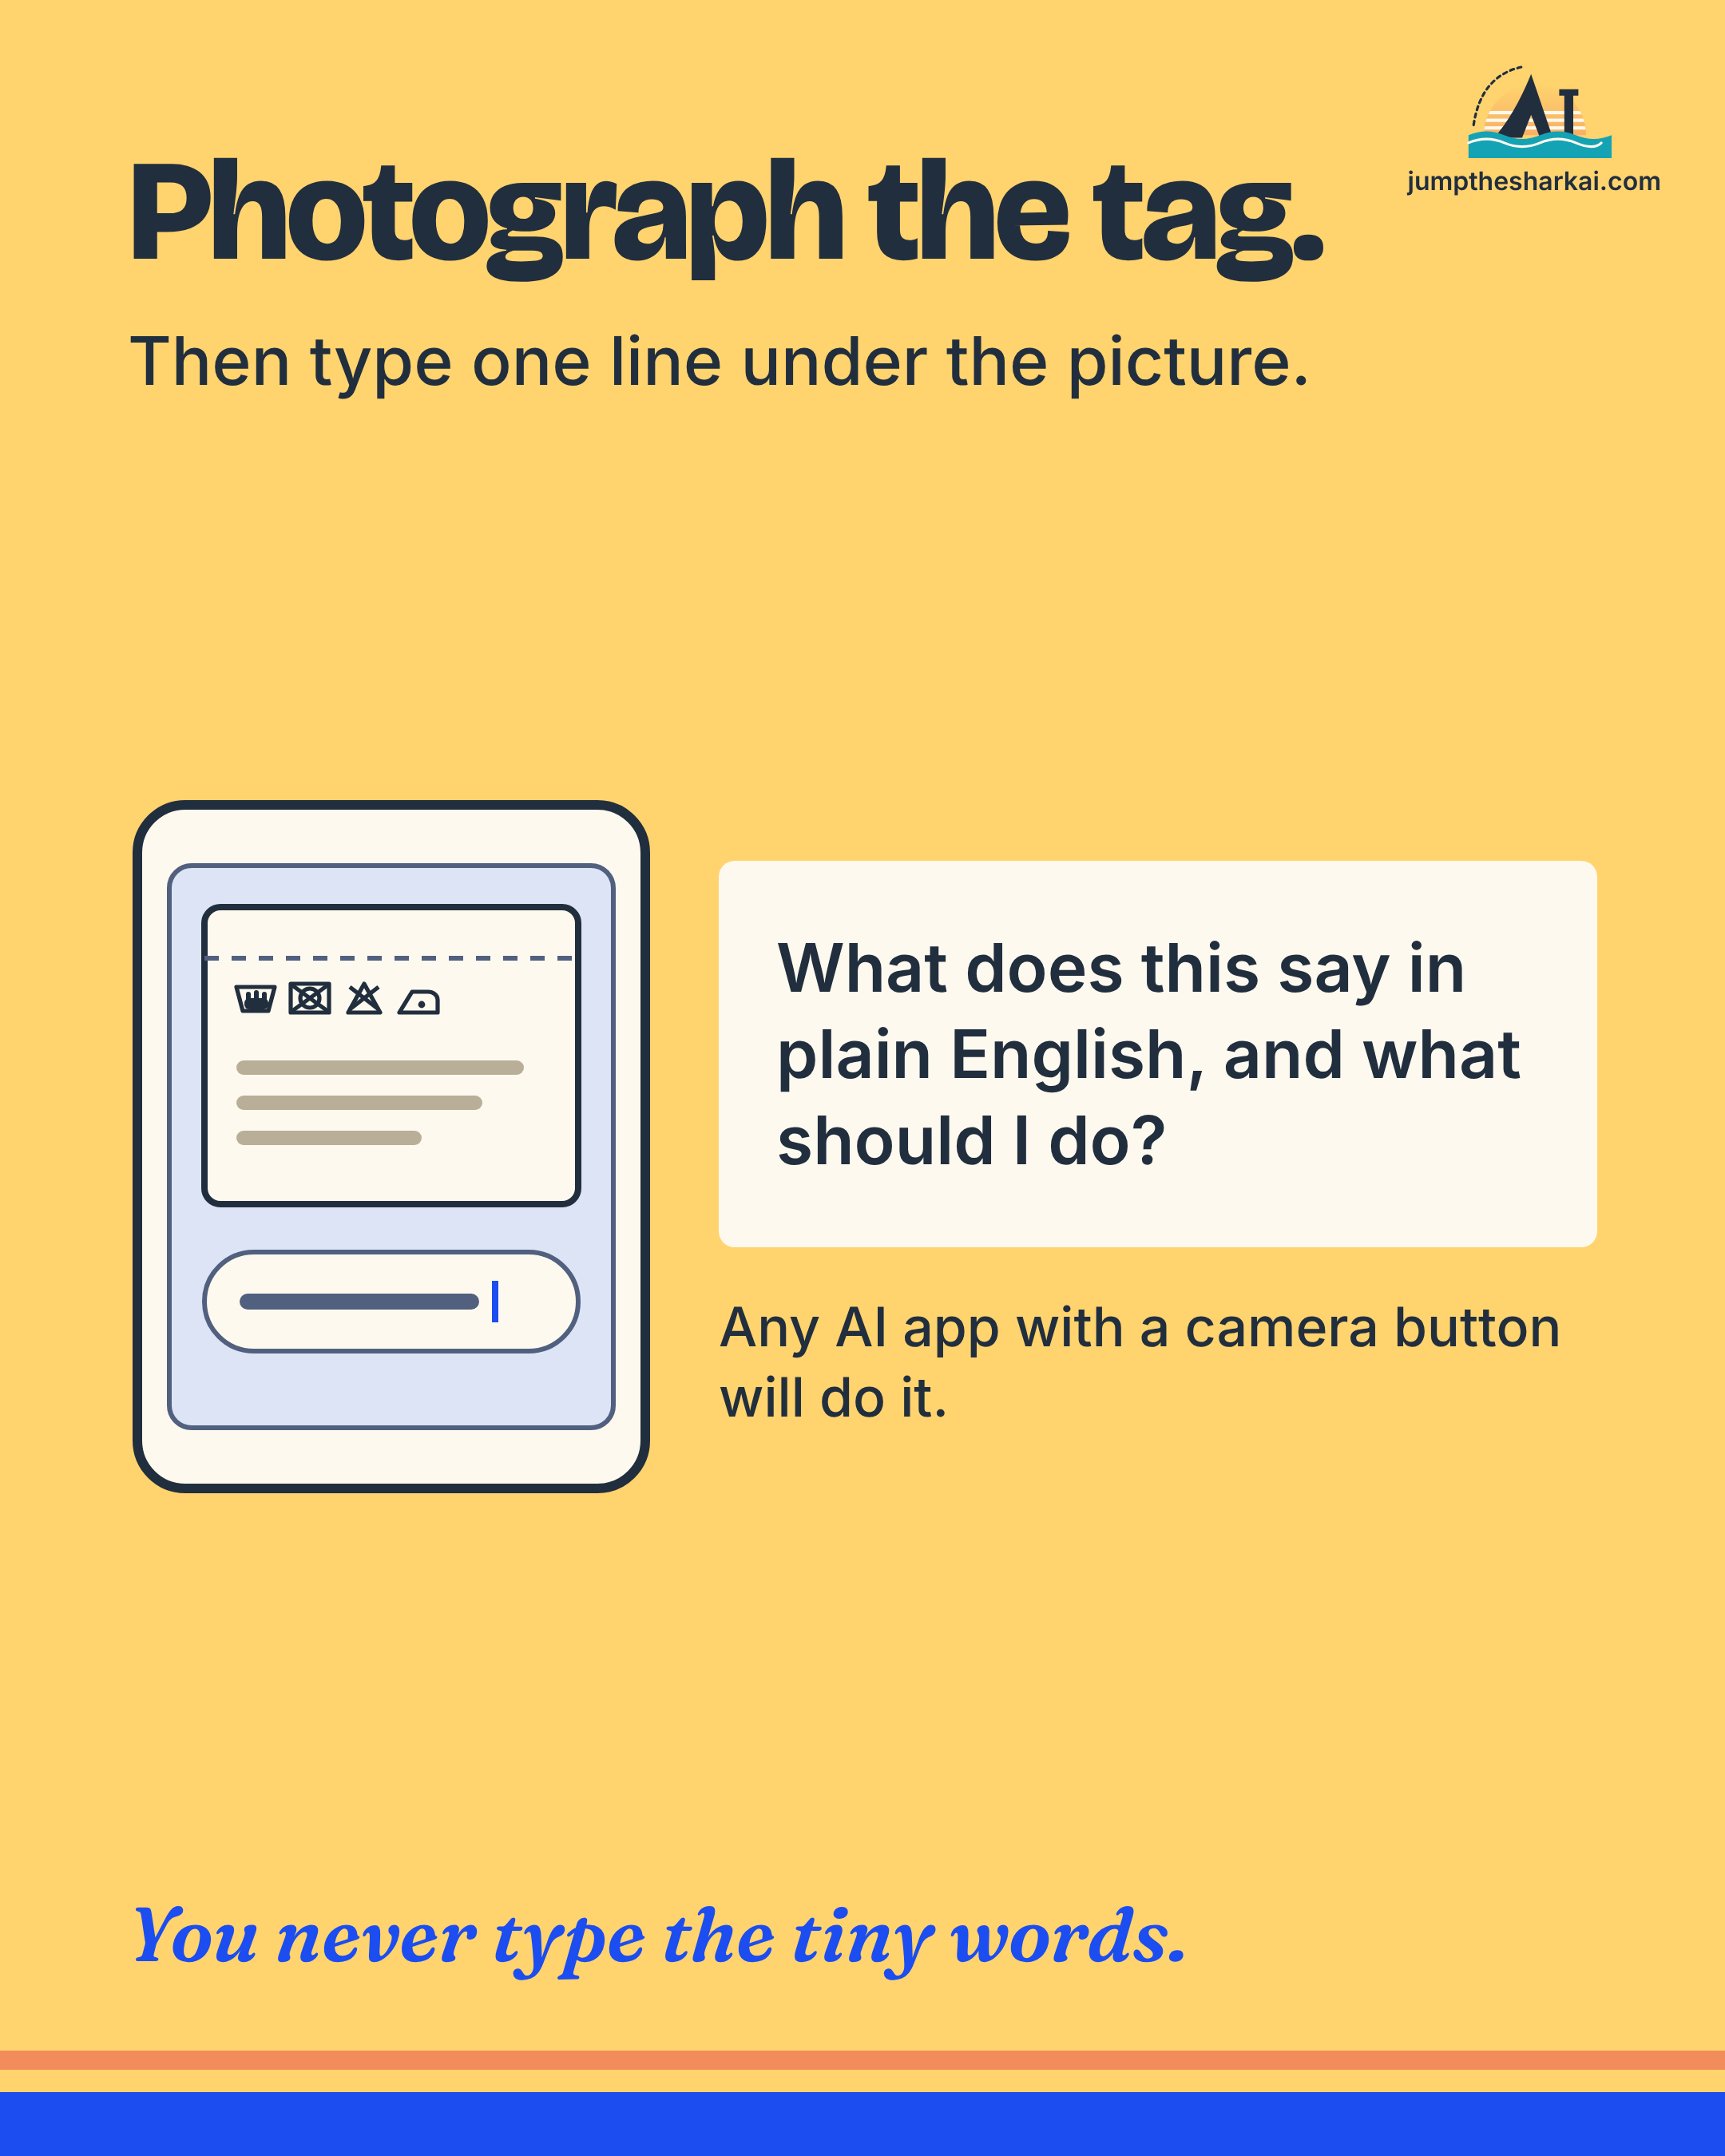 AI
jumpthesharkai.com
Photograph the tag.
Then type one line under the picture.
What does this say in
plain English, and what
should I do?
Any AI app with a camera button
will do it.
You never type the tiny words.